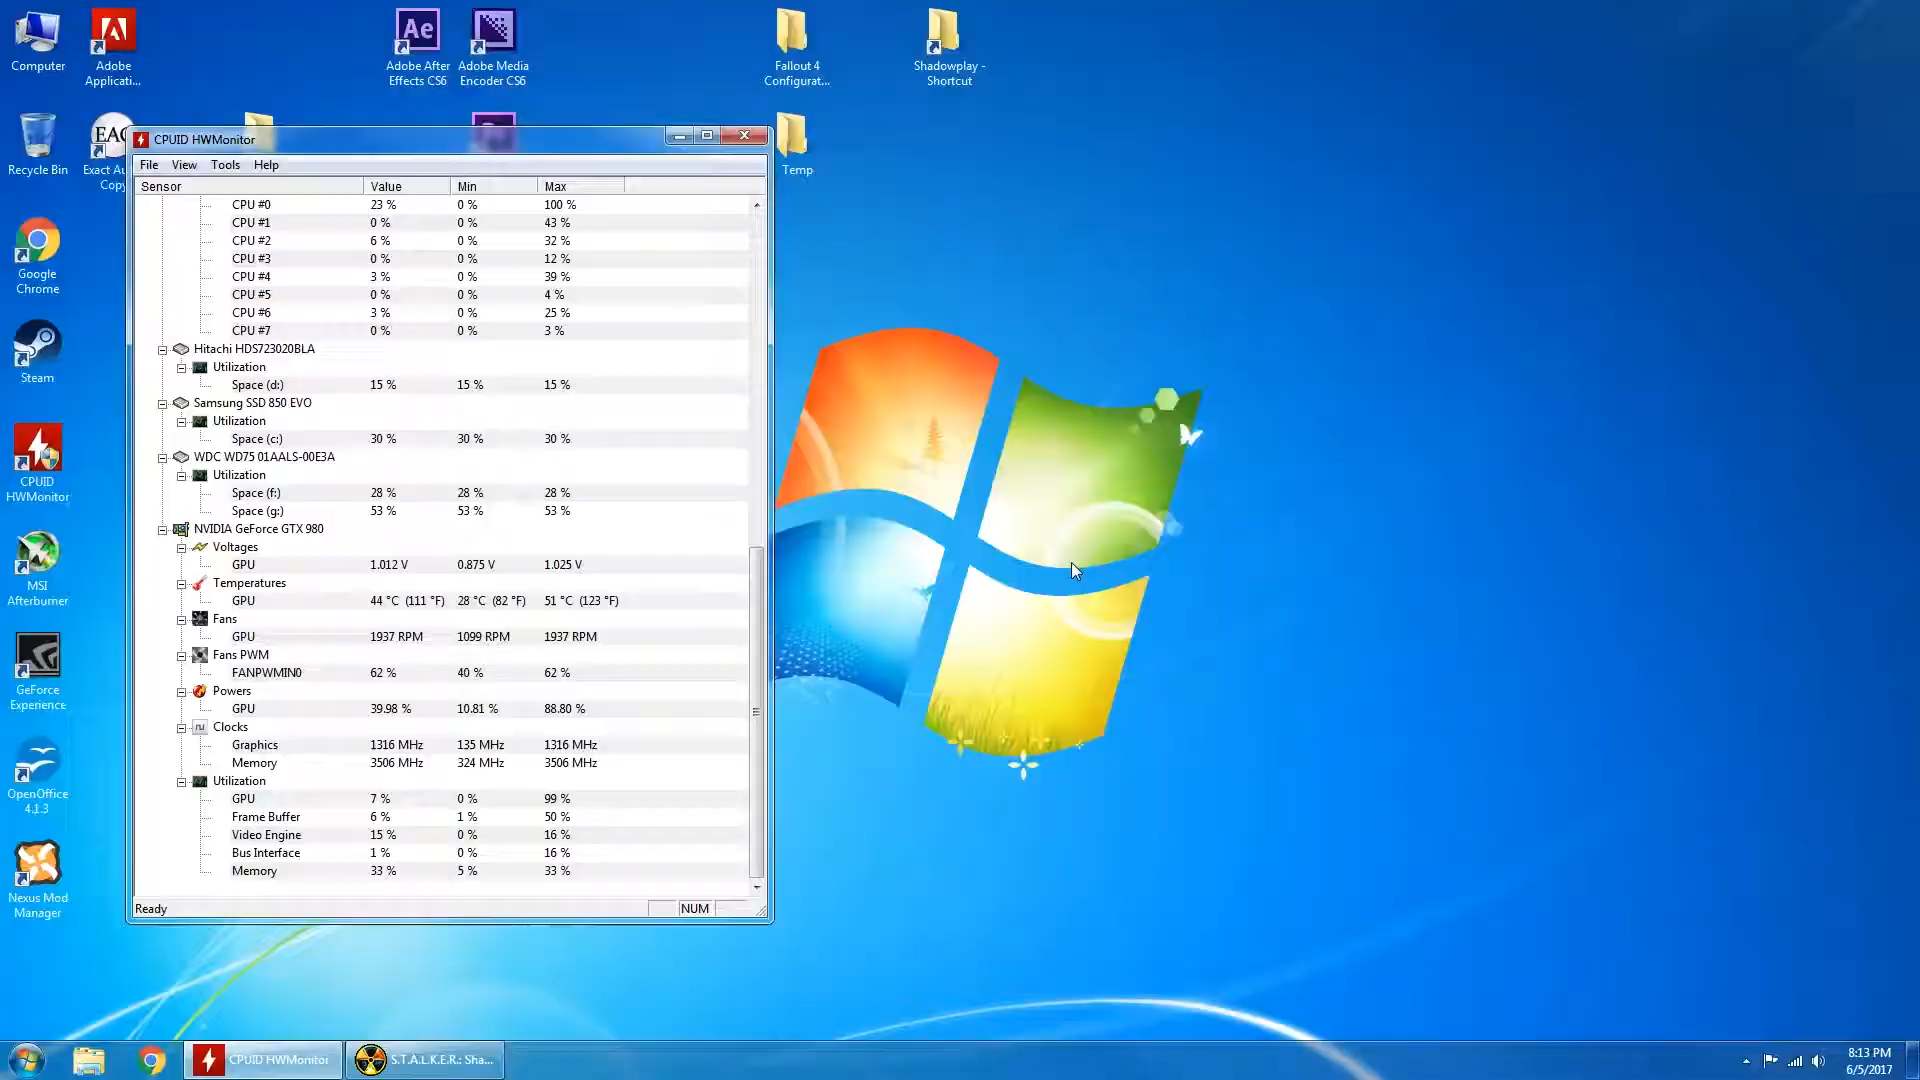 Computer
Adobe
Applicati...
Adobe After
Effects CS6
Adobe Media
Encoder CS6
Fallout 4
Configurat...
Shadowplay -
Shortcut
Recycle Bin
EAC
Exact Au
Copy
Temp
Google
Chrome
Steam
CPUID
HWMonitor
MSI
Afterburner
GeForce
Experience
OpenOffice
4.1.3
Nexus Mod
Manager
Ae
CPUID HWMonitor
File View Tools Help
Sensor Value Min Max
CPU #0 23 % 0 % 100 %
CPU #1 0 % 0 % 43 %
CPU #2 6 % 0 % 32 %
CPU #3 0 % 0 % 12 %
CPU #4 3 % 0 % 39 %
CPU #5 0 % 0 % 4 %
CPU #6 3 % 0 % 25 %
CPU #7 0 % 0 % 3 %
Hitachi HDS723020BLA
Utilization
Space (d:) 15 % 15 % 15 %
Samsung SSD 850 EVO
Utilization
Space (c:) 30 % 30 % 30 %
WDC WD75 01AALS-00E3A
Utilization
Space (f:) 28 % 28 % 28 %
Space (g:) 53 % 53 % 53 %
NVIDIA GeForce GTX 980
Voltages
GPU 1.012 V 0.875 V 1.025 V
Temperatures
GPU 44 °C (111 °F) 28 °C (82 °F) 51 °C (123 °F)
Fans
GPU 1937 RPM 1099 RPM 1937 RPM
Fans PWM
FANPWMIN0 62 % 40 % 62 %
Powers
GPU 39.98 % 10.81 % 88.80 %
Clocks
Graphics 1316 MHz 135 MHz 1316 MHz
Memory 3506 MHz 324 MHz 3506 MHz
Utilization
GPU 7 % 0 % 99 %
Frame Buffer 6 % 1 % 50 %
Video Engine 15 % 0 % 16 %
Bus Interface 1 % 0 % 16 %
Memory 33 % 5 % 33 %
Ready NUM
CPUID HWMonitor
S.T.A.L.K.E.R.: Sha...
8:13 PM
6/5/2017